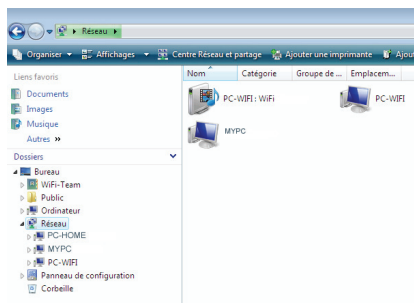 Réseau
Organiser Affichages Centre Réseau et partage Ajouter une imprimante Ajou
Liens favoris
Documents
Images
Musique
Autres »
Dossiers
Bureau
WiFi-Team
Public
Ordinateur
Réseau
PC-HOME
MYPC
PC-WIFI
Panneau de configuration
Corbeille
Nom Catégorie Groupe de ... Emplacem...
PC-WIFI : WiFi PC-WIFI
MYPC